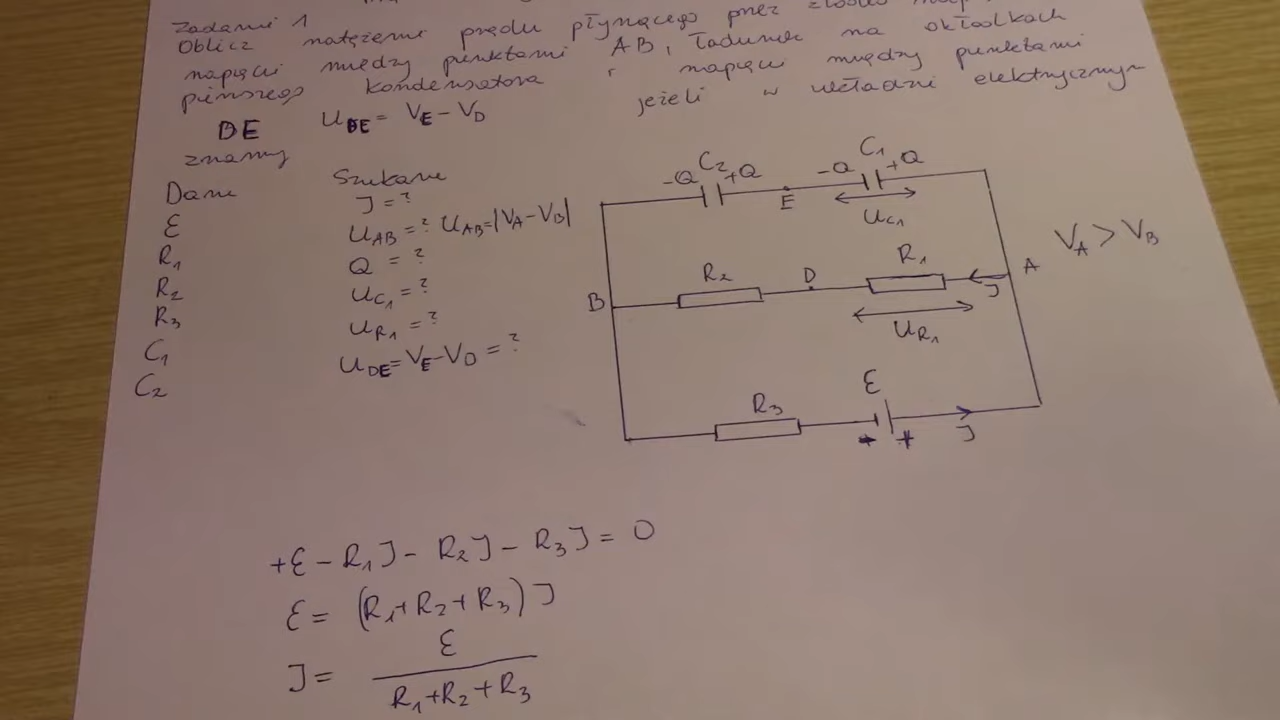 Zadanie 1
Oblicz natężenie prądu płynącego przez źródło
napięcie między punktami AB, ładunek na okładkach
pierwszego kondensatora i napięcie między punktami
DE U_DE = V_E - V_D jeżeli w układzie elektrycznym
znamy
Dane Szukane
ε J = ?
R₁ U_AB = ? U_AB = |V_A - V_B|
R₂ Q = ?
R₃ U_C₁ = ?
C₁ U_R₁ = ?
C₂ U_DE = V_E - V_D = ?
-Q C₂ +Q -Q C₁ +Q
E U_C₁
V_A > V_B
B R₂ D R₁ J A
U_R₁
R₃ ε J
+ε - R₁J - R₂J - R₃J = 0
ε = (R₁ + R₂ + R₃) J
J = ε / (R₁ + R₂ + R₃)